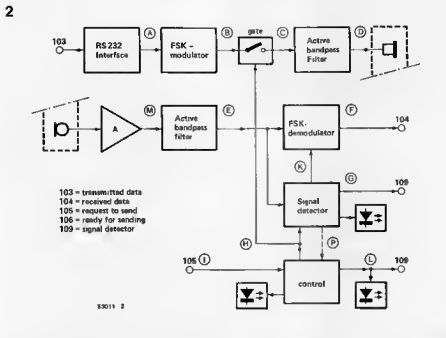 2
103
RS 232
Interface
A
FSK -
modulator
B
gate
C
Active
bandpass
Filter
D
A
M
Active
bandpass
filter
E
FSK-
demodulator
F
104
K
103 = transmitted data
104 = received data
105 = request to send
106 = ready for sending
109 = signal detector
Signal
detector
G
109
H
P
105
I
control
L
109
83011 2